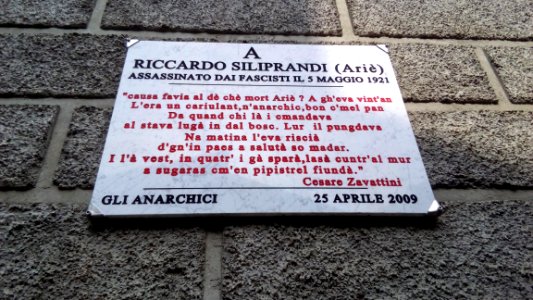 A
RICCARDO SILIPRANDI (Ariè)
ASSASSINATO DAI FASCISTI IL 5 MAGGIO 1921
"causa favia al dè chè mort Ariè ? A gh'eva vint'an
L'era un cariulant,n'anarchic,bon c'mel pan
Da quand chi là i cmandava
al stava lugà in dal bosc. Lur il pungdava
Na matina l'eva riscià
d'gn'in paes a salutà so madar.
I l'à vest, in quatr' i gà sparà,lasà cuntr'al mur
a sugaras cm'en pipistrel fiundà."
Cesare Zavattini
GLI ANARCHICI 25 APRILE 2009